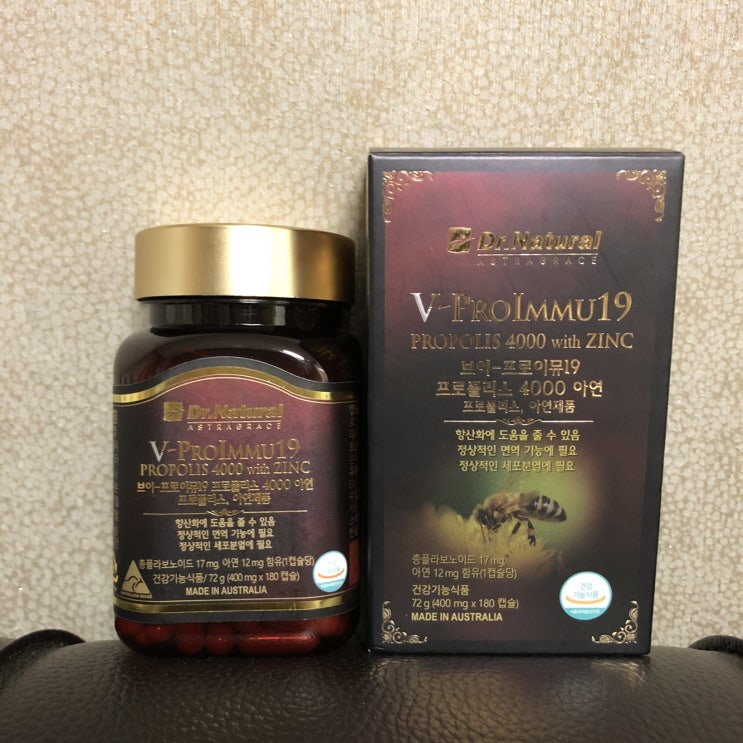 Dr.Natural
ASTRAGRACE
V-PROIMMU19
PROPOLIS 4000 with ZINC
브이-프로이뮤19 프로폴리스 4000 아연
프로폴리스, 아연제품
항산화에 도움을 줄 수 있음
정상적인 면역 기능에 필요
정상적인 세포분열에 필요
총플라보노이드 17 mg, 아연 12 mg 함유(1캡슐당)
건강기능식품/ 72 g (400 mg x 180 캡슐)
MADE IN AUSTRALIA
건강
기능식품
Dr.Natural
ASTRAGRACE
V-PROIMMU19
PROPOLIS 4000 with ZINC
브이-프로이뮤19
프로폴리스 4000 아연
프로폴리스, 아연제품
항산화에 도움을 줄 수 있음
정상적인 면역 기능에 필요
정상적인 세포분열에 필요
총플라보노이드 17 mg,
아연 12 mg 함유(1캡슐당)
건강기능식품
72 g (400 mg x 180 캡슐)
MADE IN AUSTRALIA
건강
기능식품